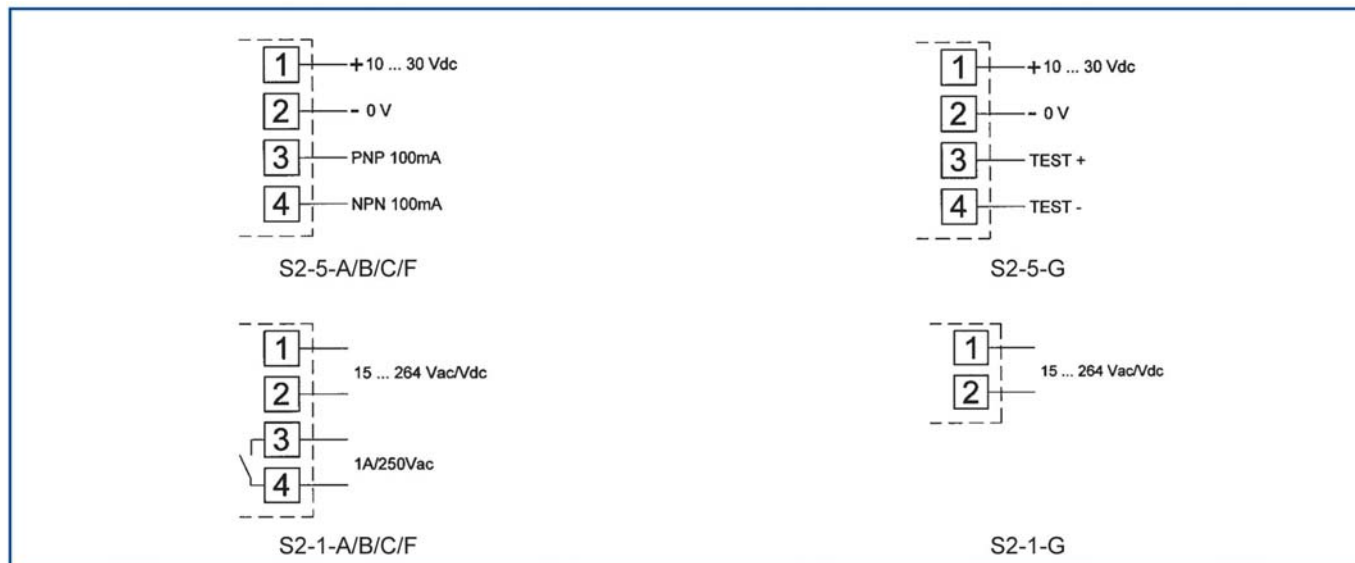 1 +10 ... 30 Vdc
2 - 0 V
3 PNP 100mA
4 NPN 100mA
S2-5-A/B/C/F
1 +10 ... 30 Vdc
2 - 0 V
3 TEST +
4 TEST -
S2-5-G
1
15 ... 264 Vac/Vdc
2
3
1A/250Vac
4
S2-1-A/B/C/F
1
15 ... 264 Vac/Vdc
2
S2-1-G